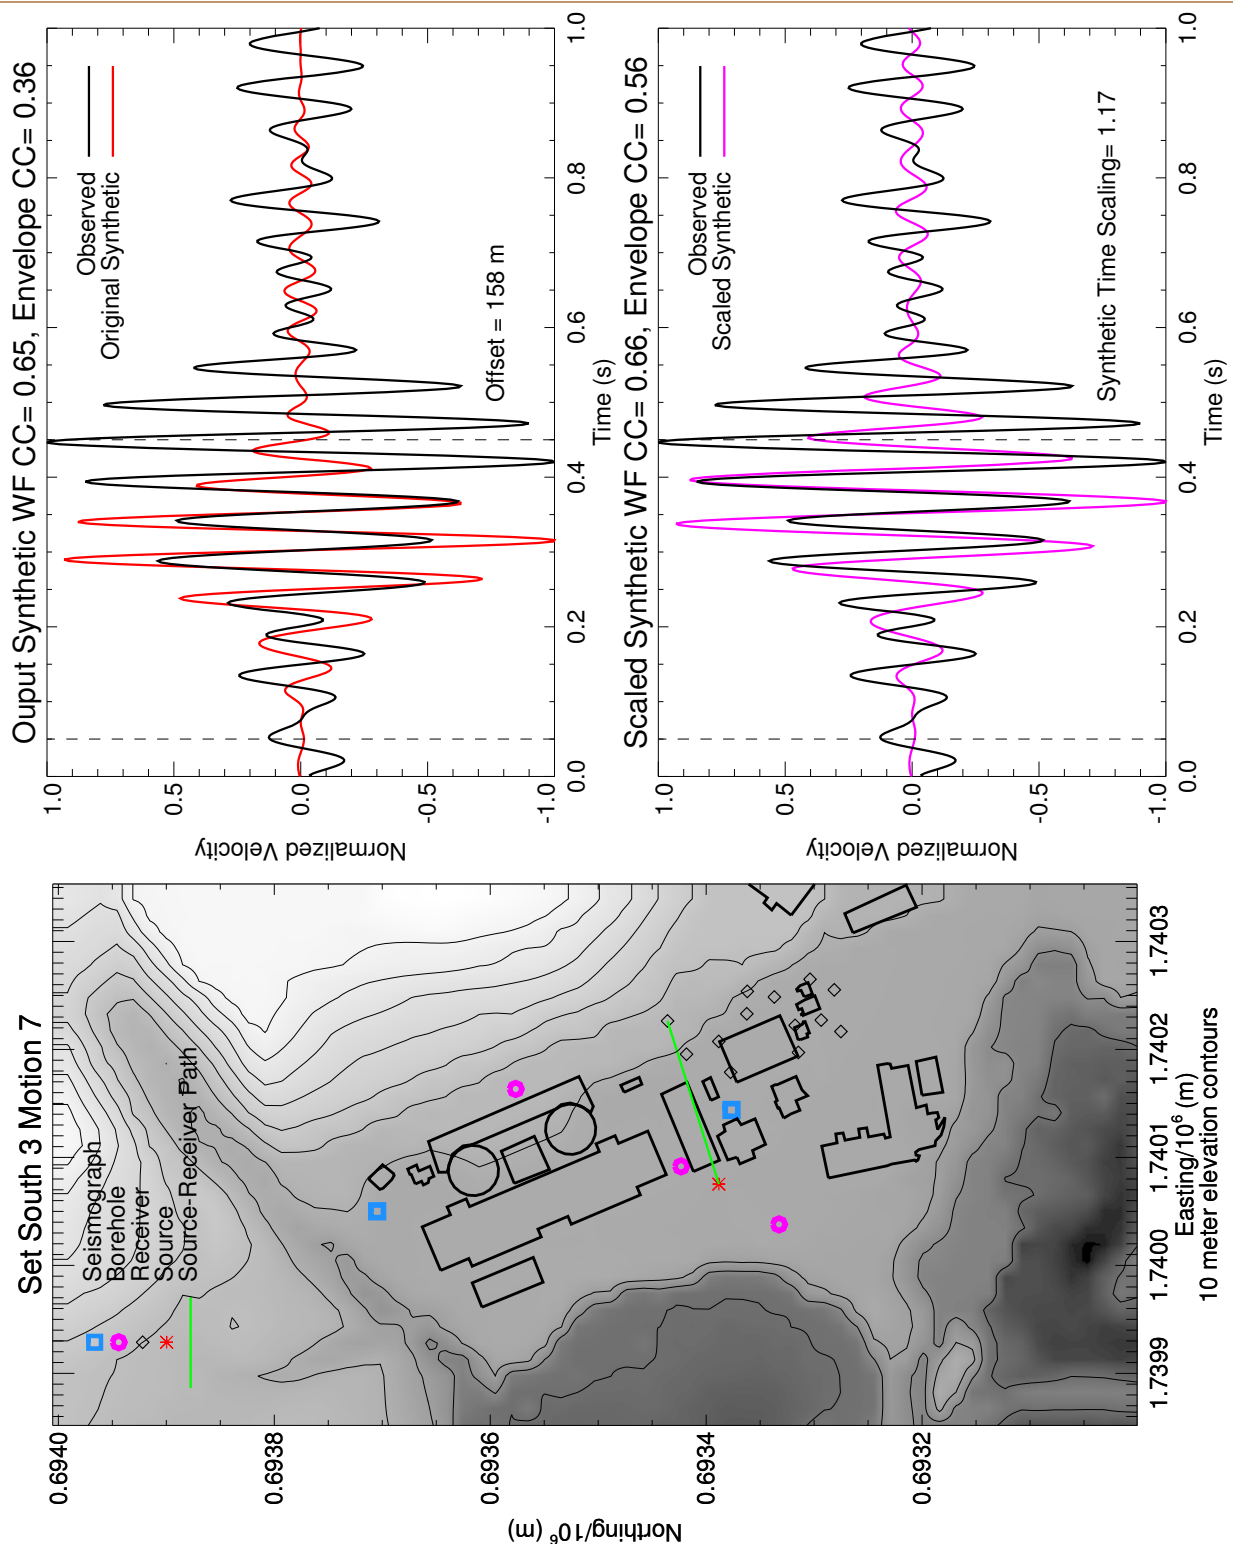 Set South 3 Motion 7
Seismograph
Borehole
Receiver
Source
Source-Receiver Path
0.6940
0.6938
0.6936
0.6934
0.6932
Northing/10⁶ (m)
1.7399
1.7400
1.7401
1.7402
1.7403
Easting/10⁶ (m)
10 meter elevation contours
Ouput Synthetic WF CC= 0.65, Envelope CC= 0.36
Observed
Original Synthetic
Offset = 158 m
1.0
0.5
0.0
-0.5
-1.0
Normalized Velocity
0.0
0.2
0.4
0.6
0.8
1.0
Time (s)
Scaled Synthetic WF CC= 0.66, Envelope CC= 0.56
Observed
Scaled Synthetic
Synthetic Time Scaling= 1.17
1.0
0.5
0.0
-0.5
-1.0
Normalized Velocity
0.0
0.2
0.4
0.6
0.8
1.0
Time (s)